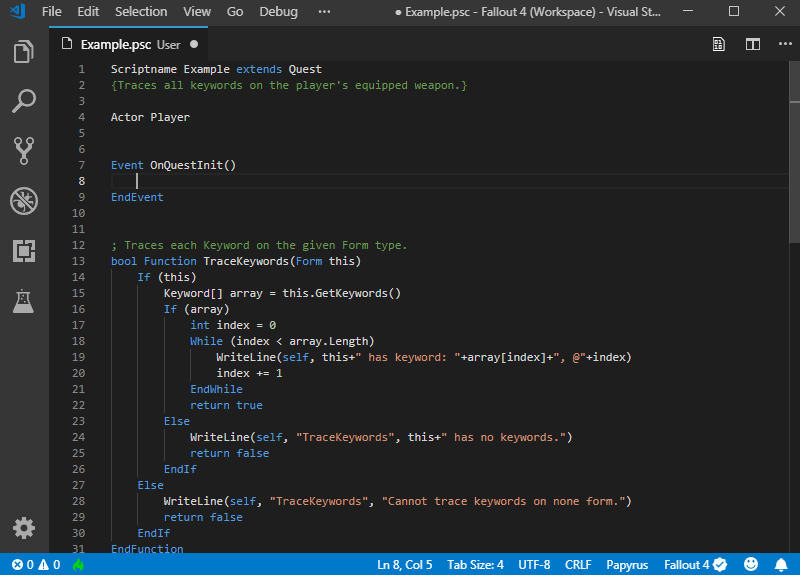 File Edit Selection View Go Debug ··· ● Example.psc - Fallout 4 (Workspace) - Visual St...
Example.psc User ●
1 Scriptname Example extends Quest
2 {Traces all keywords on the player's equipped weapon.}
3
4 Actor Player
5
6
7 Event OnQuestInit()
8
9 EndEvent
10
11
12 ; Traces each Keyword on the given Form type.
13 bool Function TraceKeywords(Form this)
14 If (this)
15 Keyword[] array = this.GetKeywords()
16 If (array)
17 int index = 0
18 While (index < array.Length)
19 WriteLine(self, this+" has keyword: "+array[index]+", @"+index)
20 index += 1
21 EndWhile
22 return true
23 Else
24 WriteLine(self, "TraceKeywords", this+" has no keywords.")
25 return false
26 EndIf
27 Else
28 WriteLine(self, "TraceKeywords", "Cannot trace keywords on none form.")
29 return false
30 EndIf
31 EndFunction
0 0 Ln 8, Col 5 Tab Size: 4 UTF-8 CRLF Papyrus Fallout 4